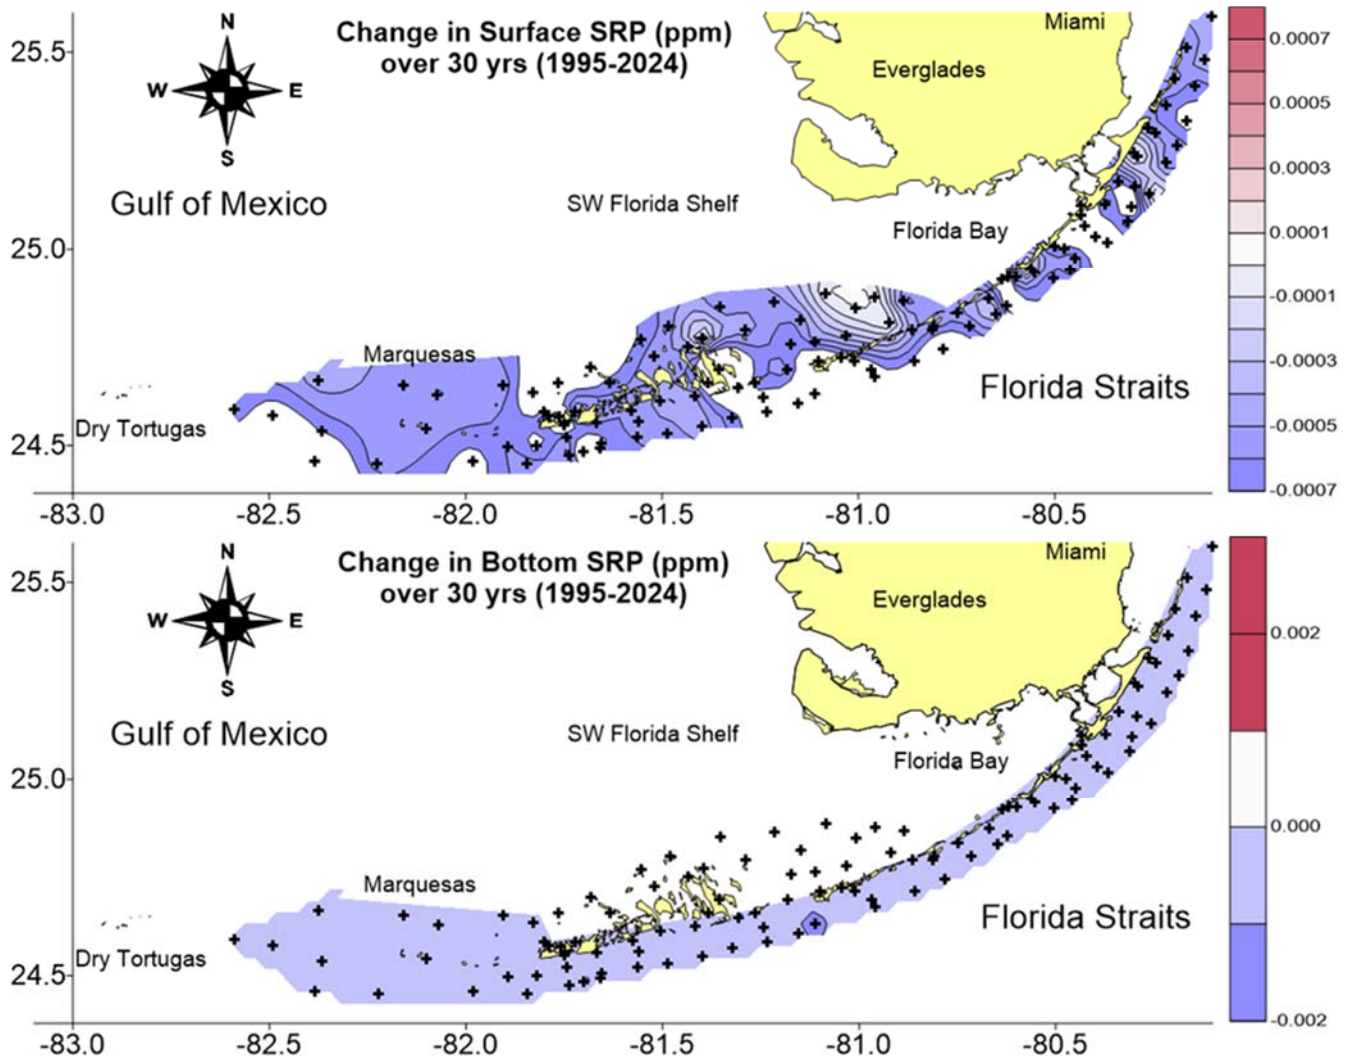 Change in Surface SRP (ppm)
over 30 yrs (1995-2024)
N
W
E
S
Gulf of Mexico
SW Florida Shelf
Everglades
Miami
Florida Bay
Marquesas
Dry Tortugas
Florida Straits
25.5
25.0
24.5
-83.0
-82.5
-82.0
-81.5
-81.0
-80.5
0.0007
0.0005
0.0003
0.0001
-0.0001
-0.0003
-0.0005
-0.0007
Change in Bottom SRP (ppm)
over 30 yrs (1995-2024)
N
W
E
S
Gulf of Mexico
SW Florida Shelf
Everglades
Miami
Florida Bay
Marquesas
Dry Tortugas
Florida Straits
25.5
25.0
24.5
-83.0
-82.5
-82.0
-81.5
-81.0
-80.5
0.002
0.000
-0.002